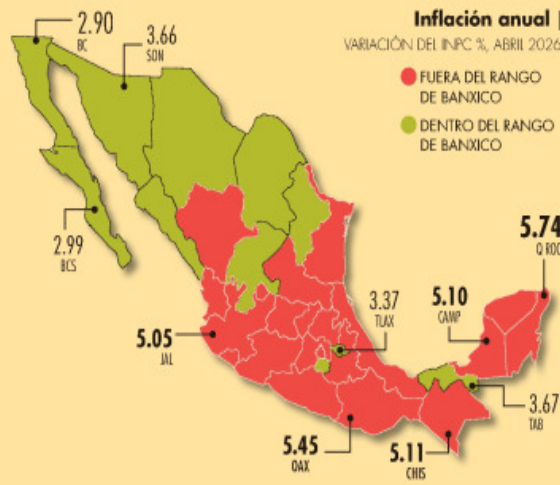 Inflación anual |
VARIACIÓN DEL INPC %, ABRIL 2026
FUERA DEL RANGO
DE BANXICO
DENTRO DEL RANGO
DE BANXICO
2.90
BC
3.66
SON
2.99
BCS
5.74
Q ROO
3.37
TLAX
5.10
CAMP
5.05
JAL
3.67
TAB
5.45
OAX
5.11
CHIS